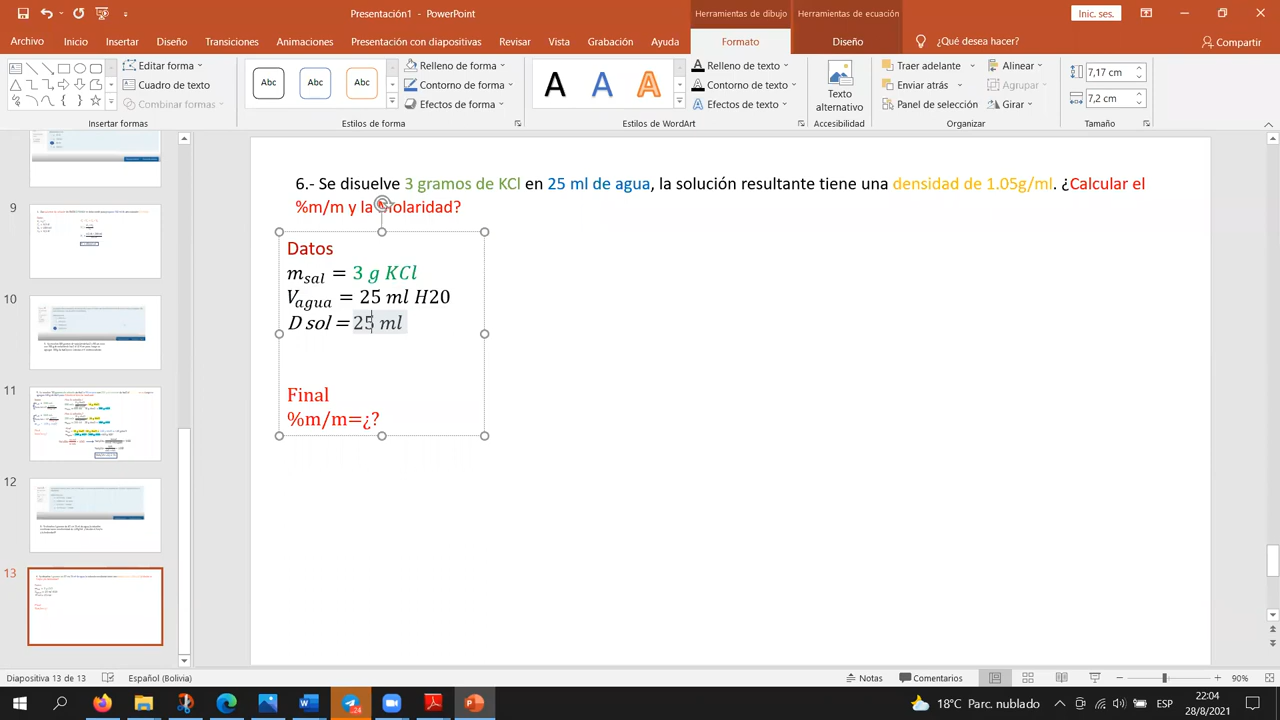 Herramientas de dibujo
Herramientas de ecuación
Inic. ses.
Archivo
Inicio
Insertar
Diseño
Transiciones
Animaciones
Presentación con diapositivas
Revisar
Vista
Grabación
Ayuda
Formato
Diseño
¿Qué desea hacer?
Compartir
Editar forma
Cuadro de texto
Combinar formas
Insertar formas
Abc
Abc
Abc
Relleno de forma
Contorno de forma
Efectos de forma
Estilos de forma
A
A
A
Relleno de texto
Contorno de texto
Efectos de texto
Estilos de WordArt
Texto
alternativo
Accesibilidad
Traer adelante
Enviar atrás
Panel de selección
Alinear
Agrupar
Girar
Organizar
7,17 cm
7,2 cm
Tamaño
9
10
11
12
13
6.- Se disuelve 3 gramos de KCl en 25 ml de agua, la solución resultante tiene una densidad de 1.05g/ml. ¿Calcular el
%m/m y la molaridad?
Datos
m sal = 3 g KCl
V agua = 25 ml H20
D sol = 25 ml
Final
%m/m=¿?
Diapositiva 13 de 13
Español (Bolivia)
Notas
Comentarios
90%
24
18°C Parc. nublado
ESP
22:04
28/8/2021